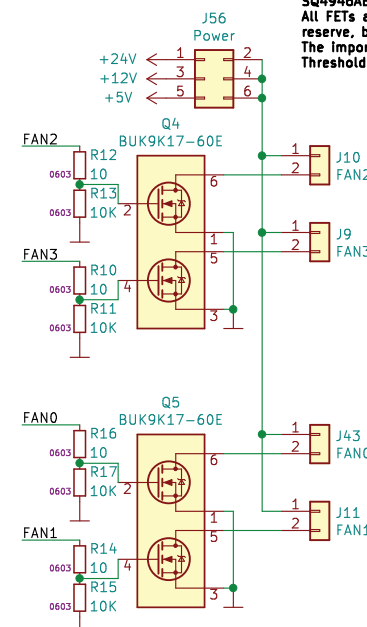 SQ4946AE
All FETs a
reserve, b
The impor
Threshold
J56
Power
+24V 1 2
+12V 3 4
+5V 5 6
Q4
BUK9K17-60E
FAN2
R12
0603 10
R13
0603 10K
2
6
1
1 J10
2 FAN2
FAN3
R10
0603 10
R11
0603 10K
4
5
3
1 J9
2 FAN3
Q5
BUK9K17-60E
FAN0
R16
0603 10
R17
0603 10K
2
6
1
1 J43
2 FAN0
FAN1
R14
0603 10
R15
0603 10K
4
5
3
1 J11
2 FAN1